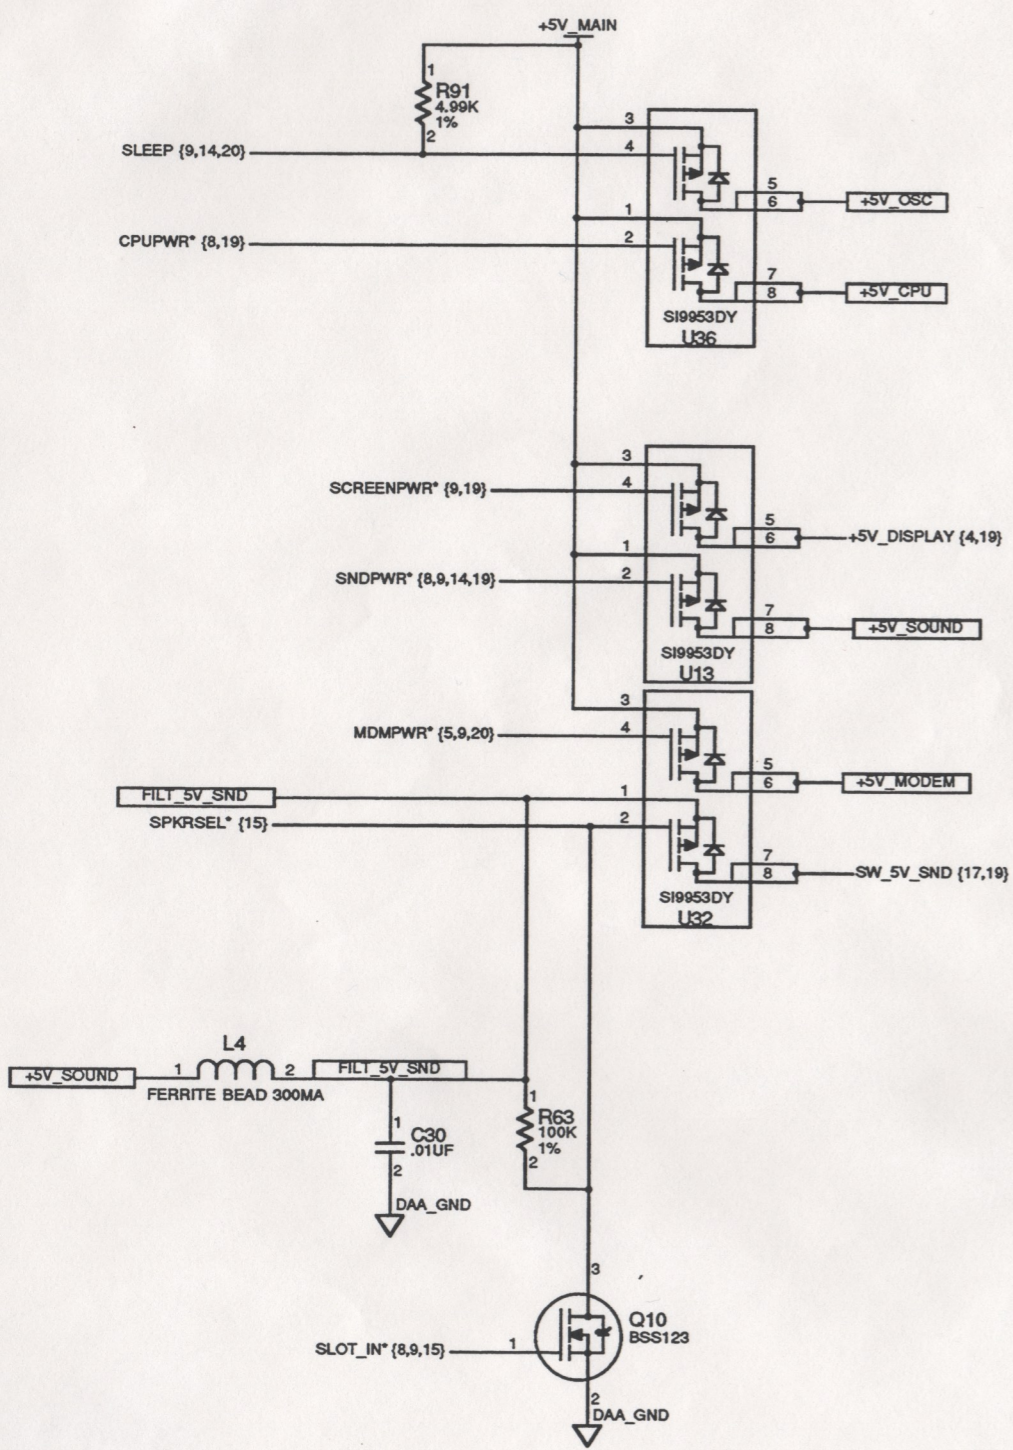 +5V_MAIN
1
R91
4.99K
1%
2
3
SLEEP {9,14,20}
4
5
6
+5V_OSC
1
CPUPWR* {8,19}
2
7
8
+5V_CPU
SI9953DY
U36
3
SCREENPWR* {9,19}
4
5
6
+5V_DISPLAY {4,19}
1
SNDPWR* {8,9,14,19}
2
7
8
+5V_SOUND
SI9953DY
U13
3
MDMPWR* {5,9,20}
4
5
6
+5V_MODEM
FILT_5V_SND
1
SPKRSEL* {15}
2
7
8
SW_5V_SND {17,19}
SI9953DY
U32
L4
+5V_SOUND
1
2
FILT_5V_SND
FERRITE BEAD 300MA
1
C30
.01UF
2
DAA_GND
1
R63
100K
1%
2
3
Q10
BSS123
SLOT_IN* {8,9,15}
1
2
DAA_GND